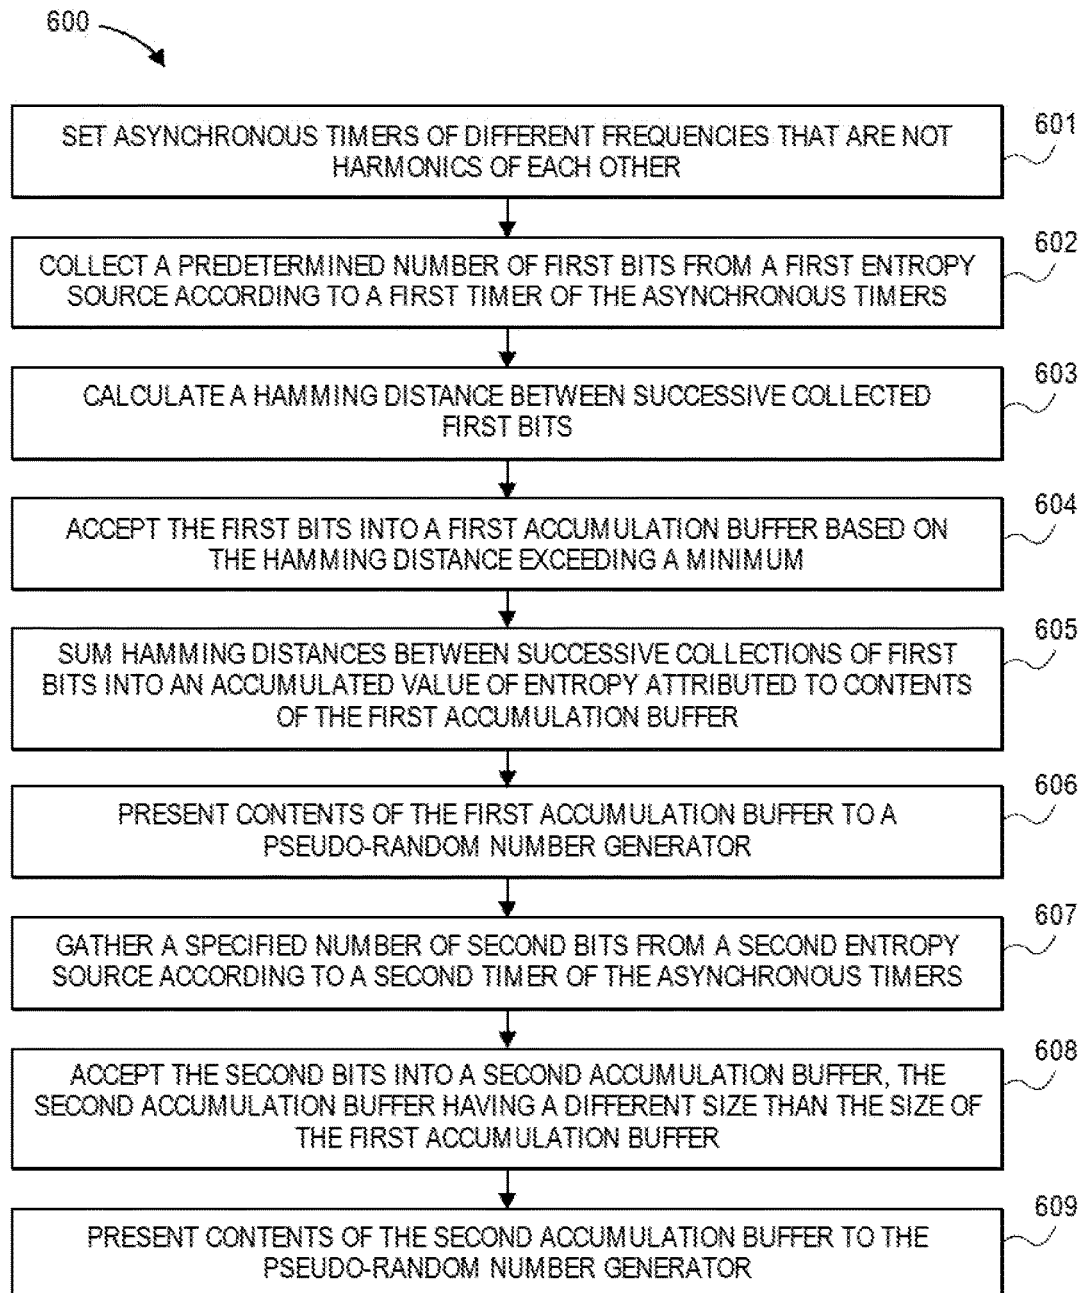 600
SET ASYNCHRONOUS TIMERS OF DIFFERENT FREQUENCIES THAT ARE NOT
HARMONICS OF EACH OTHER
601
COLLECT A PREDETERMINED NUMBER OF FIRST BITS FROM A FIRST ENTROPY
SOURCE ACCORDING TO A FIRST TIMER OF THE ASYNCHRONOUS TIMERS
602
CALCULATE A HAMMING DISTANCE BETWEEN SUCCESSIVE COLLECTED
FIRST BITS
603
ACCEPT THE FIRST BITS INTO A FIRST ACCUMULATION BUFFER BASED ON
THE HAMMING DISTANCE EXCEEDING A MINIMUM
604
SUM HAMMING DISTANCES BETWEEN SUCCESSIVE COLLECTIONS OF FIRST
BITS INTO AN ACCUMULATED VALUE OF ENTROPY ATTRIBUTED TO CONTENTS
OF THE FIRST ACCUMULATION BUFFER
605
PRESENT CONTENTS OF THE FIRST ACCUMULATION BUFFER TO A
PSEUDO-RANDOM NUMBER GENERATOR
606
GATHER A SPECIFIED NUMBER OF SECOND BITS FROM A SECOND ENTROPY
SOURCE ACCORDING TO A SECOND TIMER OF THE ASYNCHRONOUS TIMERS
607
ACCEPT THE SECOND BITS INTO A SECOND ACCUMULATION BUFFER, THE
SECOND ACCUMULATION BUFFER HAVING A DIFFERENT SIZE THAN THE SIZE OF
THE FIRST ACCUMULATION BUFFER
608
PRESENT CONTENTS OF THE SECOND ACCUMULATION BUFFER TO THE
PSEUDO-RANDOM NUMBER GENERATOR
609